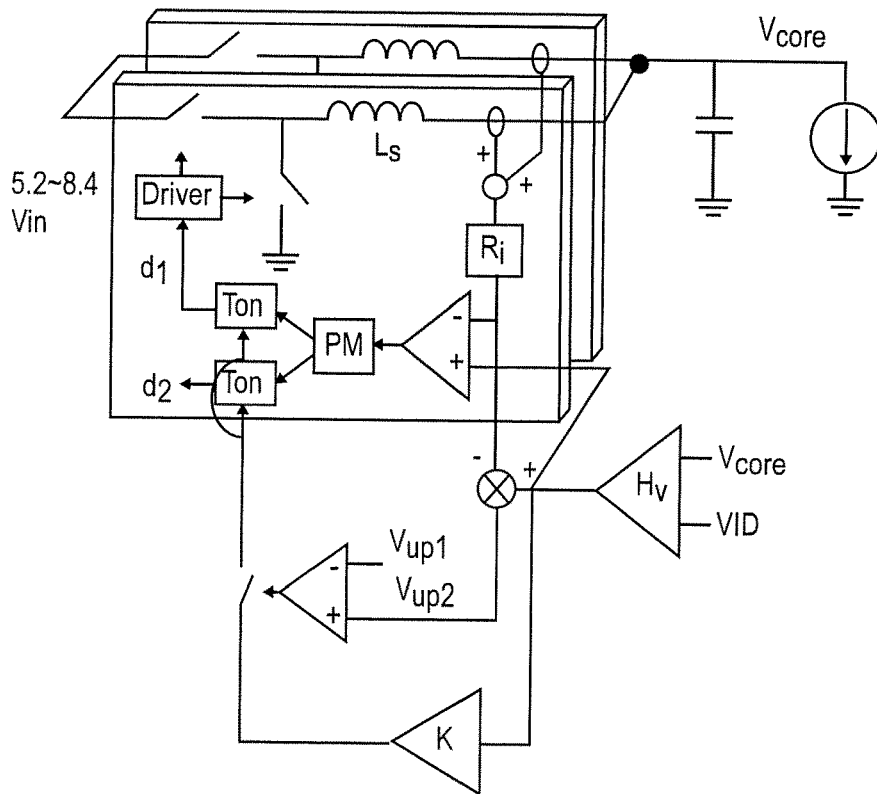 Vcore
Ls
+
+
5.2~8.4
Vin
Driver
Ri
d1
Ton
-
PM
+
d2
Ton
-
+
Vcore
Hv
VID
-
Vup1
Vup2
+
K